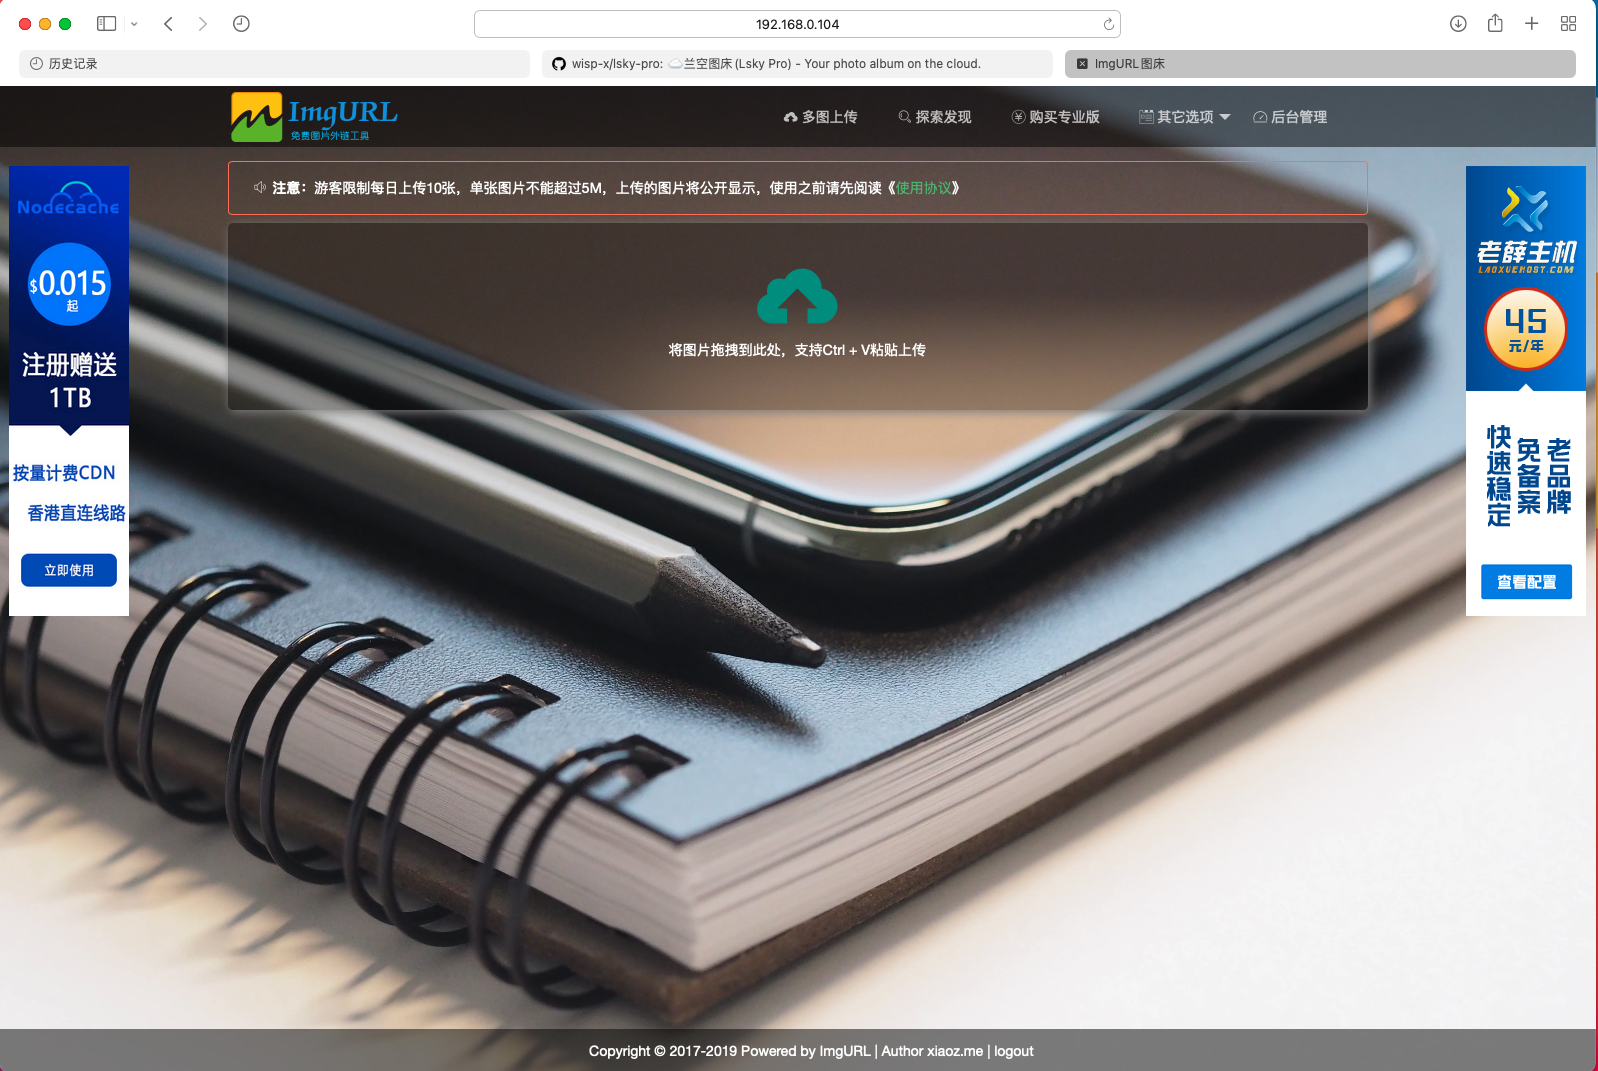 192.168.0.104
历史记录
wisp-x/lsky-pro: ☁️兰空图床(Lsky Pro) - Your photo album on the cloud.
ImgURL图床
ImgURL
免费图片外链工具
多图上传
探索发现
购买专业版
其它选项
后台管理
注意：游客限制每日上传10张，单张图片不能超过5M，上传的图片将公开显示，使用之前请先阅读《使用协议》
将图片拖拽到此处，支持Ctrl + V粘贴上传
Nodecache
$0.015
起
注册赠送
1TB
按量计费CDN
香港直连线路
立即使用
老薛主机
LAOXUEHOST.COM
45
元/年
老品牌
免备案
快速稳定
查看配置
Copyright © 2017-2019 Powered by ImgURL | Author xiaoz.me | logout